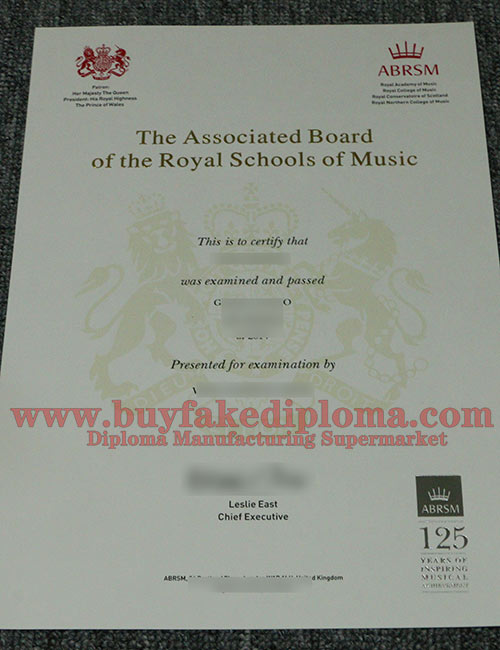 Patron:
Her Majesty The Queen
President: His Royal Highness
The Prince of Wales
ABRSM
Royal Academy of Music
Royal College of Music
Royal Conservatoire of Scotland
Royal Northern College of Music
The Associated Board
of the Royal Schools of Music
This is to certify that
was examined and passed
G O
Presented for examination by
V
www.buyfakediploma.com
Diploma Manufacturing Supermarket
Leslie East
Chief Executive
ABRSM
125
YEARS OF
INSPIRING
MUSICAL
ACHIEVEMENT
ABRSM, United Kingdom